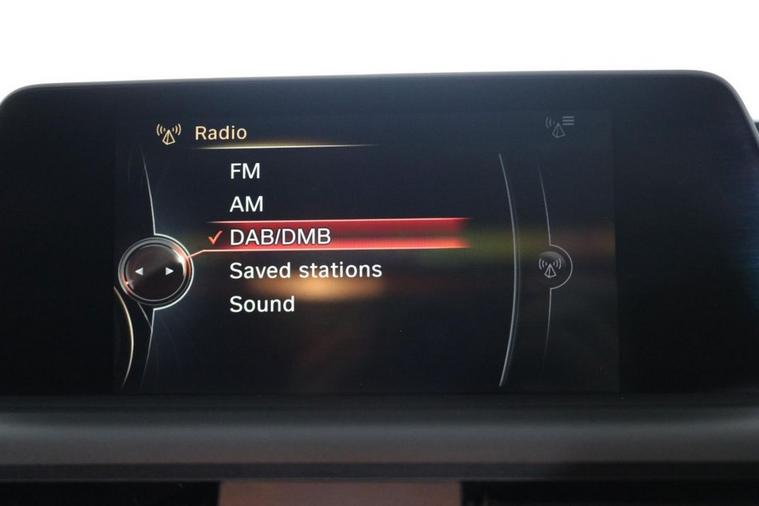 Radio
FM
AM
DAB/DMB
Saved stations
Sound